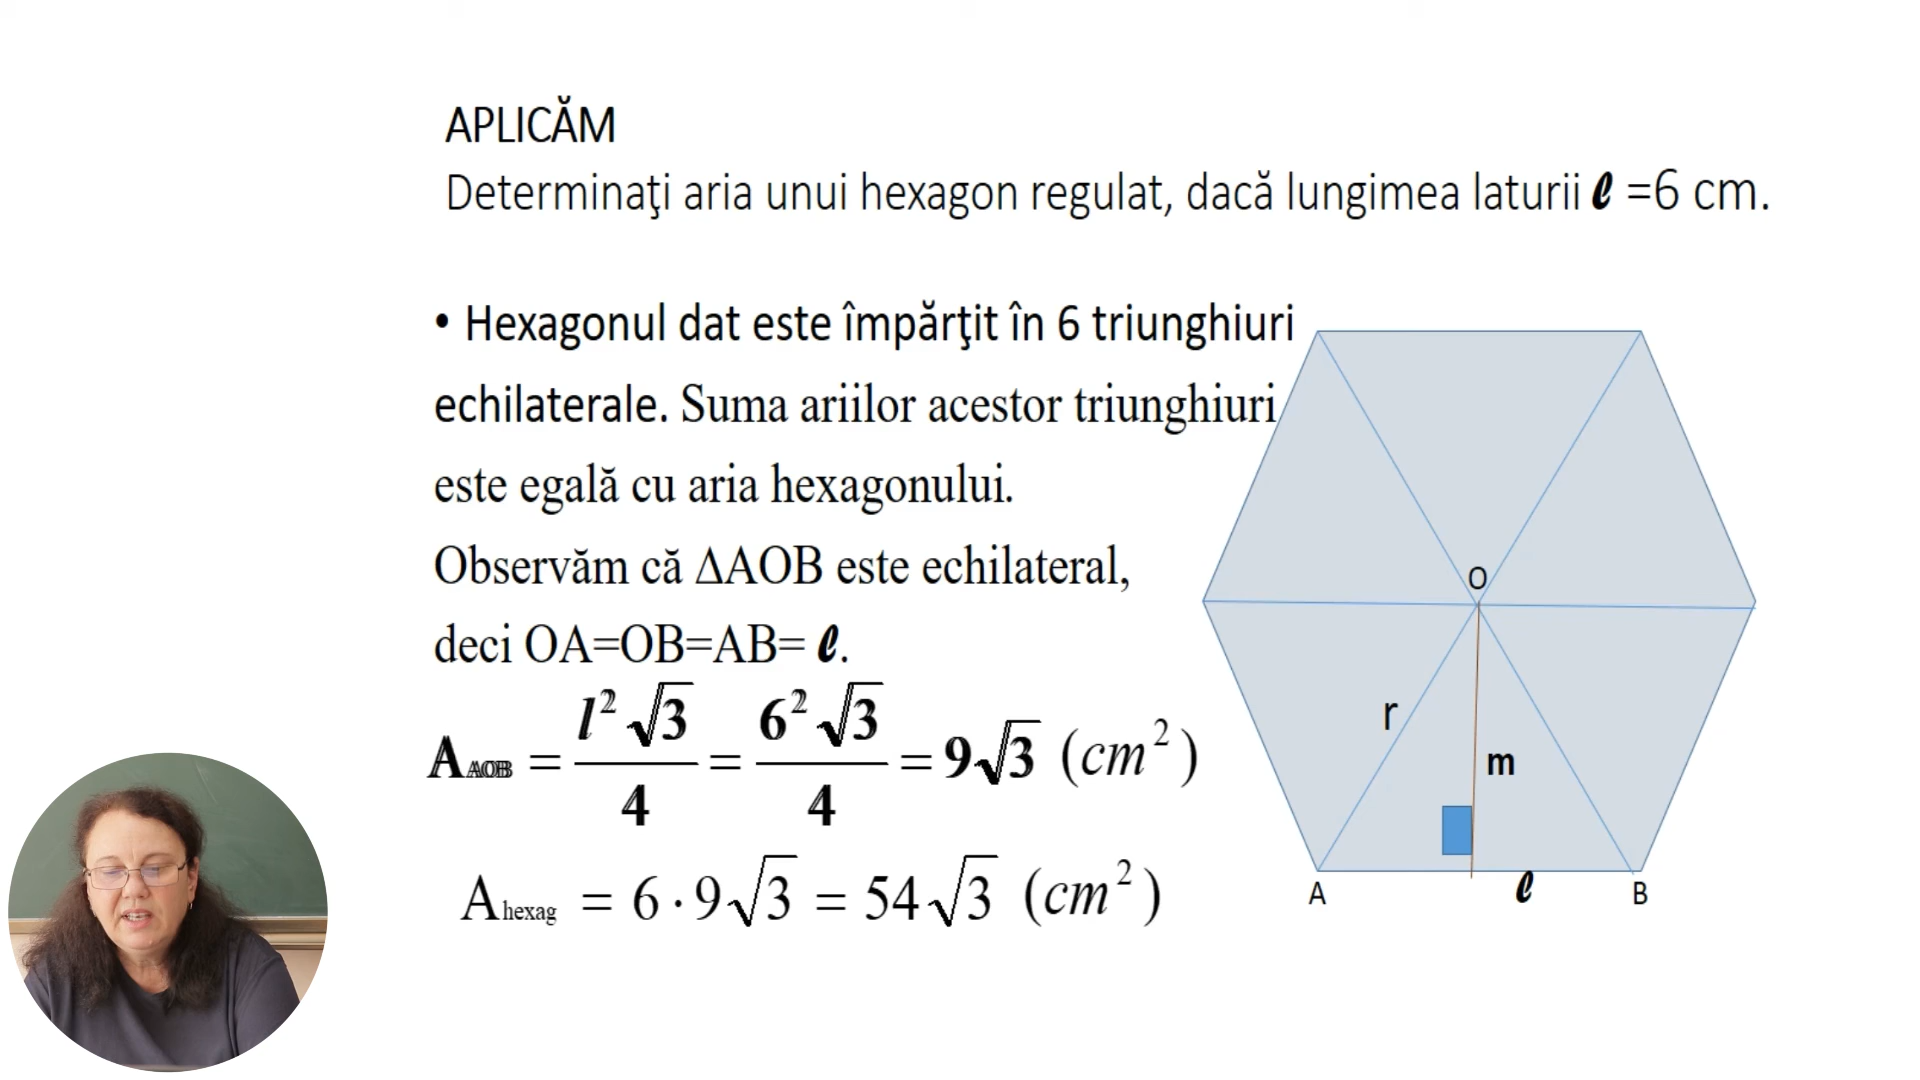 APLICĂM
Determinaţi aria unui hexagon regulat, dacă lungimea laturii ℓ =6 cm.
• Hexagonul dat este împărţit în 6 triunghiuri
echilaterale. Suma ariilor acestor triunghiuri
este egală cu aria hexagonului.
Observăm că ΔAOB este echilateral,
deci OA=OB=AB= ℓ.
A_AOB = l²√3/4 = 6²√3/4 = 9√3 (cm²)
A_hexag = 6·9√3 = 54√3 (cm²)
O
r
m
A
ℓ
B